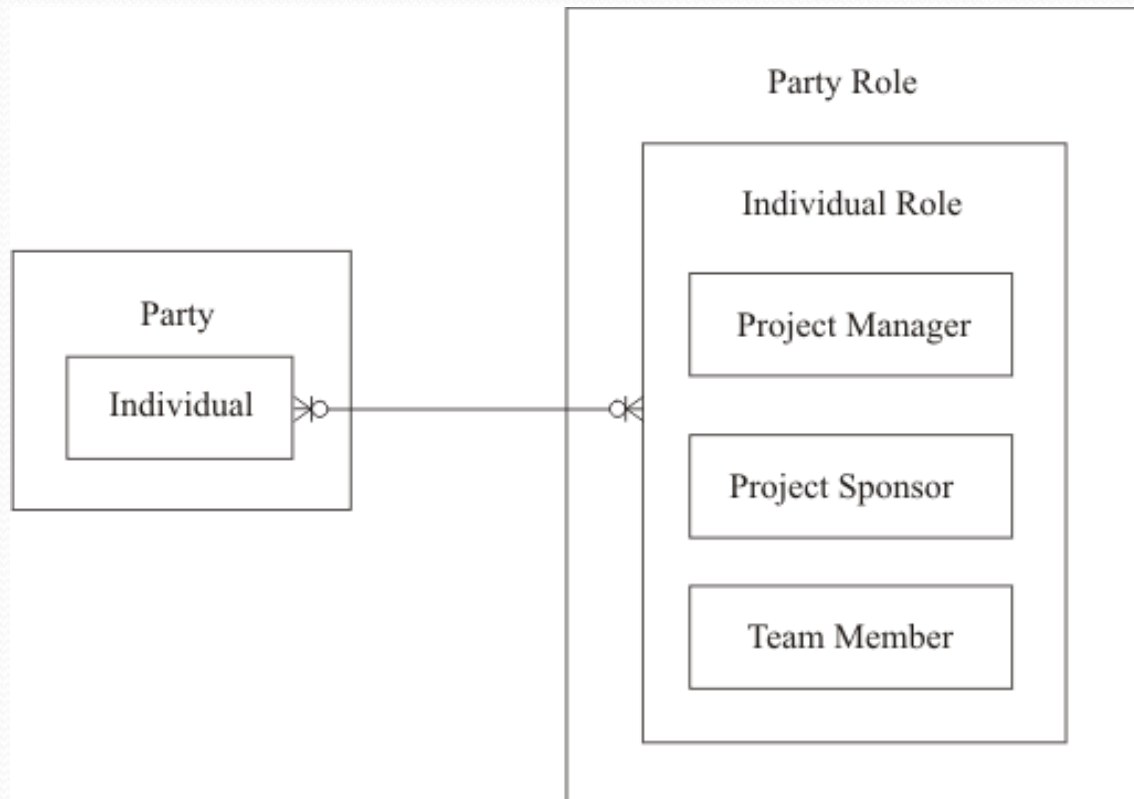 Party Role
Individual Role
Party
Individual
Project Manager
Project Sponsor
Team Member